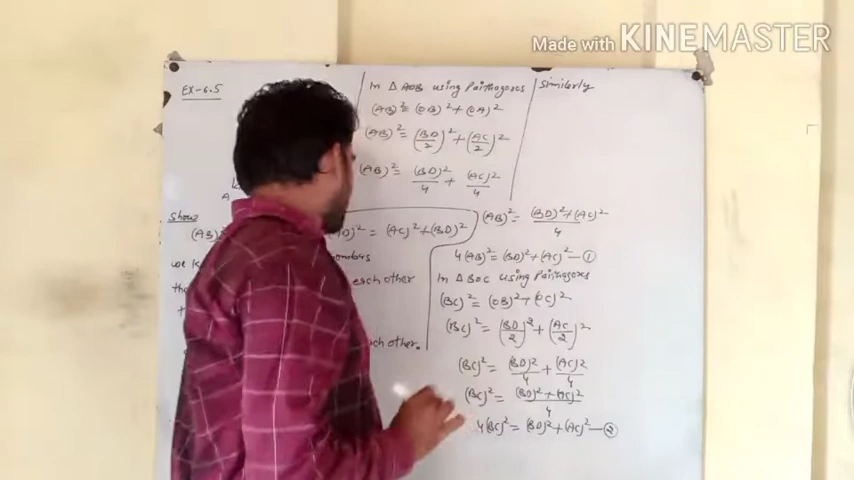 Made with KINEMASTER
EX-6.5
A
Show
(AB)²
we k
th
= (AC)²+(BD)²
ombus
each other
ch other.
In △ AOB using Paithogoxes
(AB)² = (OB)²+(OA)²
(AB)² = (BD/2)² + (AC/2)²
(AB)² = (BD)²/4 + (AC)²/4
Similerly
(AB)² = (BD)²+(AC)²/4
4(AB)² = (BD)²+(AC)² — ①
In △ BOC using Paithogoxes
(BC)² = (OB)²+(OC)²
(BC)² = (BD/2)² + (AC/2)²
(BC)² = (BD)²/4 + (AC)²/4
(BC)² = (BD)²+(AC)²/4
4(BC)² = (BD)²+(AC)² — ②